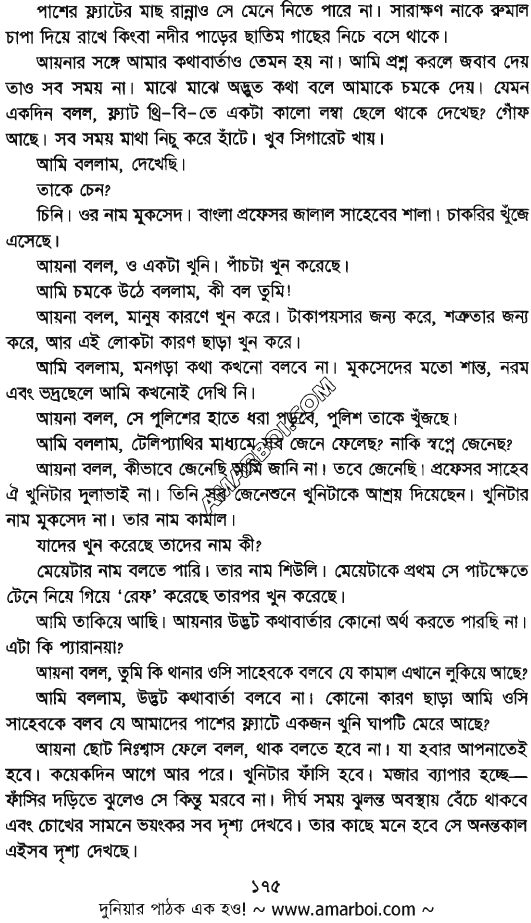 পাশের ফ্ল্যাটের মাছ রান্নাও সে মেনে নিতে পারে না। সারাক্ষণ নাকে রুমাল
চাপা দিয়ে রাখে কিংবা নদীর পাড়ের ছাতিম গাছের নিচে বসে থাকে।
আয়নার সঙ্গে আমার কথাবার্তাও তেমন হয় না। আমি প্রশ্ন করলে জবাব দেয়
তাও সব সময় না। মাঝে মাঝে অদ্ভুত কথা বলে আমাকে চমকে দেয়। যেমন
একদিন বলল, ফ্ল্যাট থ্রি-বি-তে একটা কালো লম্বা ছেলে থাকে দেখেছ? গোঁফ
আছে। সব সময় মাথা নিচু করে হাঁটে। খুব সিগারেট খায়।
আমি বললাম, দেখেছি।
তাকে চেন?
চিনি। ওর নাম মুকসেদ। বাংলা প্রফেসর জালাল সাহেবের শালা। চাকরির খুঁজে
এসেছে।
আয়না বলল, ও একটা খুনি। পাঁচটা খুন করেছে।
আমি চমকে উঠে বললাম, কী বল তুমি!
আয়না বলল, মানুষ কারণে খুন করে। টাকাপয়সার জন্য করে, শত্রুতার জন্য
করে, আর এই লোকটা কারণ ছাড়া খুন করে।
আমি বললাম, মনগড়া কথা কখনো বলবে না। মুকসেদের মতো শান্ত, নরম
এবং ভদ্রছেলে আমি কখনোই দেখি নি।
আয়না বলল, সে পুলিশের হাতে ধরা পড়বে, পুলিশ তাকে খুঁজছে।
আমি বললাম, টেলিপ্যাথির মাধ্যমে সব জেনে ফেলেছ? নাকি স্বপ্নে জেনেছ?
আয়না বলল, কীভাবে জেনেছি আমি জানি না। তবে জেনেছি। প্রফেসর সাহেব
ঐ খুনিটার দুলাভাই না। তিনি সব জেনেশুনে খুনিটাকে আশ্রয় দিয়েছেন। খুনিটার
নাম মুকসেদ না। তার নাম কামাল।
যাদের খুন করেছে তাদের নাম কী?
মেয়েটার নাম বলতে পারি। তার নাম শিউলি। মেয়েটাকে প্রথম সে পাটক্ষেতে
টেনে নিয়ে গিয়ে ‘রেফ’ করেছে তারপর খুন করেছে।
আমি তাকিয়ে আছি। আয়নার উদ্ভট কথাবার্তার কোনো অর্থ করতে পারছি না।
এটা কি প্যারানয়া?
আয়না বলল, তুমি কি থানার ওসি সাহেবকে বলবে যে কামাল এখানে লুকিয়ে আছে?
আমি বললাম, উদ্ভট কথাবার্তা বলবে না। কোনো কারণ ছাড়া আমি ওসি
সাহেবকে বলব যে আমাদের পাশের ফ্ল্যাটে একজন খুনি ঘাপটি মেরে আছে?
আয়না ছোট নিঃশ্বাস ফেলে বলল, থাক বলতে হবে না। যা হবার আপনাতেই
হবে। কয়েকদিন আগে আর পরে। খুনিটার ফাঁসি হবে। মজার ব্যাপার হচ্ছে—
ফাঁসির দড়িতে ঝুলেও সে কিন্তু মরবে না। দীর্ঘ সময় ঝুলন্ত অবস্থায় বেঁচে থাকবে
এবং চোখের সামনে ভয়ংকর সব দৃশ্য দেখবে। তার কাছে মনে হবে সে অনন্তকাল
এইসব দৃশ্য দেখছে।
১৭৫
দুনিয়ার পাঠক এক হও! ~ www.amarboi.com ~
AMARBOI.COM